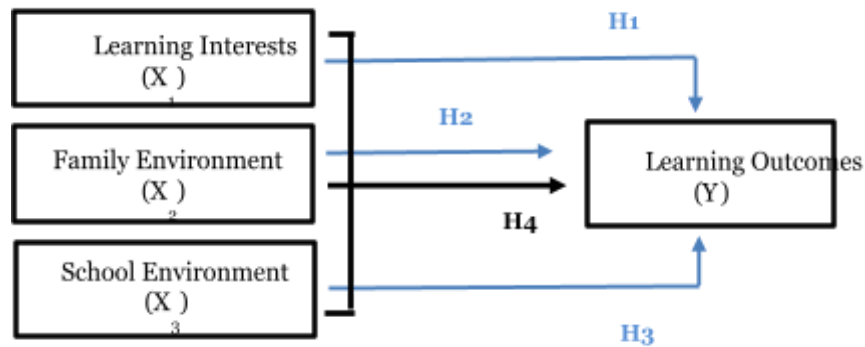 H1
Learning Interests
(X )
1
H2
Family Environment
(X )
2
Learning Outcomes
(Y)
H4
School Environment
(X )
3
H3